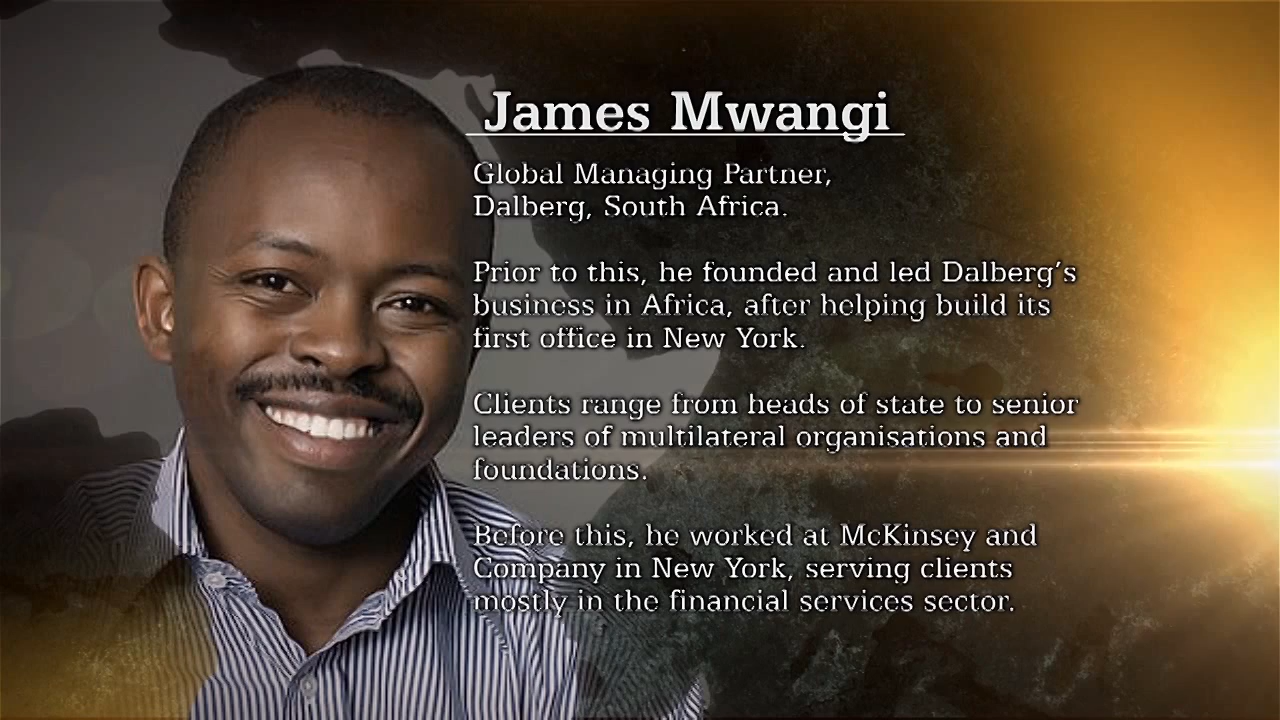 James Mwangi
Global Managing Partner,
Dalberg, South Africa.
Prior to this, he founded and led Dalberg’s
business in Africa, after helping build its
first office in New York.
Clients range from heads of state to senior
leaders of multilateral organisations and
foundations.
Before this, he worked at McKinsey and
Company in New York, serving clients
mostly in the financial services sector.